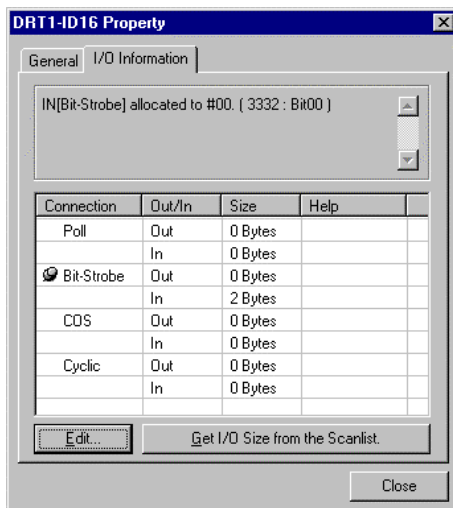 DRT1-ID16 Property
General I/O Information
IN[Bit-Strobe] allocated to #00. ( 3332 : Bit00 )
Connection Out/In Size Help
Poll Out 0 Bytes
In 0 Bytes
Bit-Strobe Out 0 Bytes
In 2 Bytes
COS Out 0 Bytes
In 0 Bytes
Cyclic Out 0 Bytes
In 0 Bytes
Edit... Get I/O Size from the Scanlist.
Close